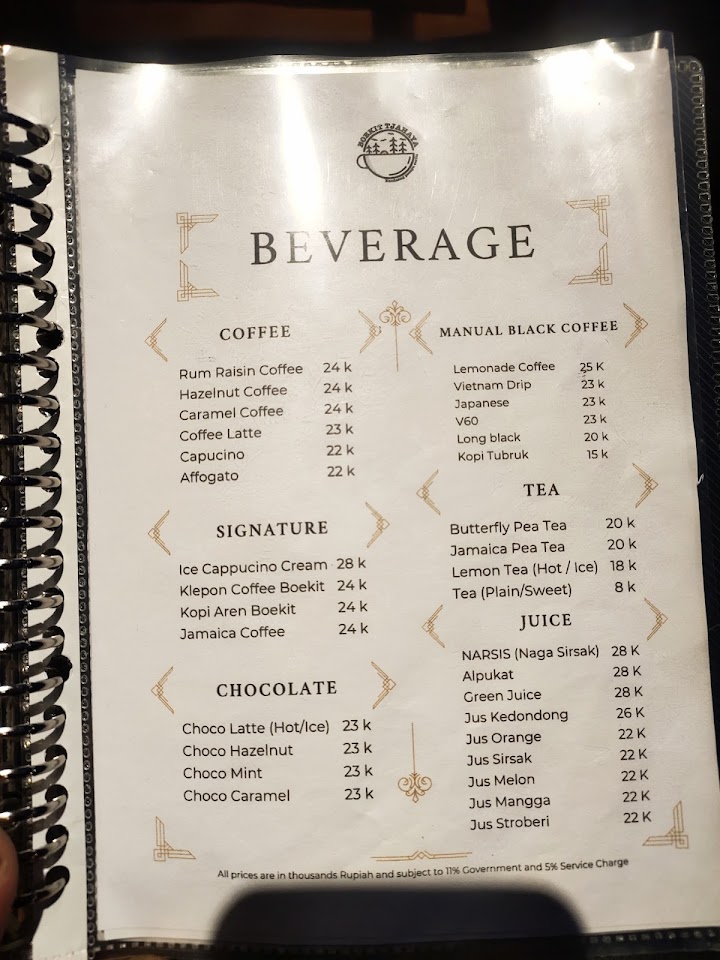 BOEKIT TJAHAYA
BEVERAGE
COFFEE
Rum Raisin Coffee 24 k
Hazelnut Coffee 24 k
Caramel Coffee 24 k
Coffee Latte 23 k
Capucino 22 k
Affogato 22 k
SIGNATURE
Ice Cappucino Cream 28 k
Klepon Coffee Boekit 24 k
Kopi Aren Boekit 24 k
Jamaica Coffee 24 k
CHOCOLATE
Choco Latte (Hot/Ice) 23 k
Choco Hazelnut 23 k
Choco Mint 23 k
Choco Caramel 23 k
MANUAL BLACK COFFEE
Lemonade Coffee 25 K
Vietnam Drip 23 k
Japanese 23 k
V60 23 k
Long black 20 k
Kopi Tubruk 15 k
TEA
Butterfly Pea Tea 20 k
Jamaica Pea Tea 20 k
Lemon Tea (Hot / Ice) 18 k
Tea (Plain/Sweet) 8 k
JUICE
NARSIS (Naga Sirsak) 28 K
Alpukat 28 K
Green Juice 28 K
Jus Kedondong 26 K
Jus Orange 22 K
Jus Sirsak 22 K
Jus Melon 22 K
Jus Mangga 22 K
Jus Stroberi 22 K
All prices are in thousands Rupiah and subject to 11% Government and 5% Service Charge